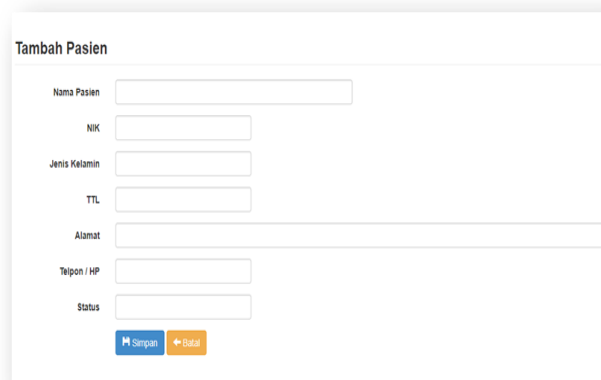 Tambah Pasien
Nama Pasien
NIK
Jenis Kelamin
TTL
Alamat
Telpon / HP
Status
Simpan Batal